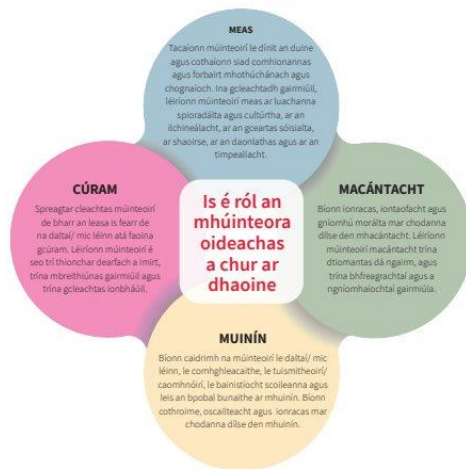 MEAS
Tacaíonn múinteoirí le dínit an duine
agus cothaíonn siad comhionannas
agus forbairt mhothúchánach agus
chognaíoch. Ina gcleachtadh gairmiúil,
léiríonn múinteoirí meas ar luachanna
spioradálta agus cultúrtha, ar an
ilchineálacht, ar an gceartas sóisialta,
ar shaoirse, ar an daonlathas agus ar an
timpeallacht.
CÚRAM
Spreagtar cleachtas múinteoirí
de bharr an leasa is fearr de
na daltaí/ mic léinn atá faoina
gcúram. Léiríonn múinteoirí é
seo trí thionchar dearfach a imirt,
trína mbreithiúnas gairmiúil agus
trína gcleachtas ionbháúil.
Is é ról an
mhúinteora
oideachas
a chur ar
dhaoine
MACÁNTACHT
Bíonn ionracas, iontaofacht agus
gníomhú morálta mar chodanna
dílse den mhacántacht. Léiríonn
múinteoirí macántacht trína
dtiomantas dá ngairm, agus
trína bhfreagrachtaí agus a
ngníomhaíochtaí gairmiúla.
MUINÍN
Bíonn caidrimh na múinteoirí le daltaí/ mic
léinn, le comhghleacaithe, le tuismitheoirí/
caomhnóirí, le bainistíocht scoileanna agus
leis an bpobal bunaithe ar mhuinín. Bíonn
cothroime, oscailteacht agus ionracas mar
chodanna dílse den mhuinín.